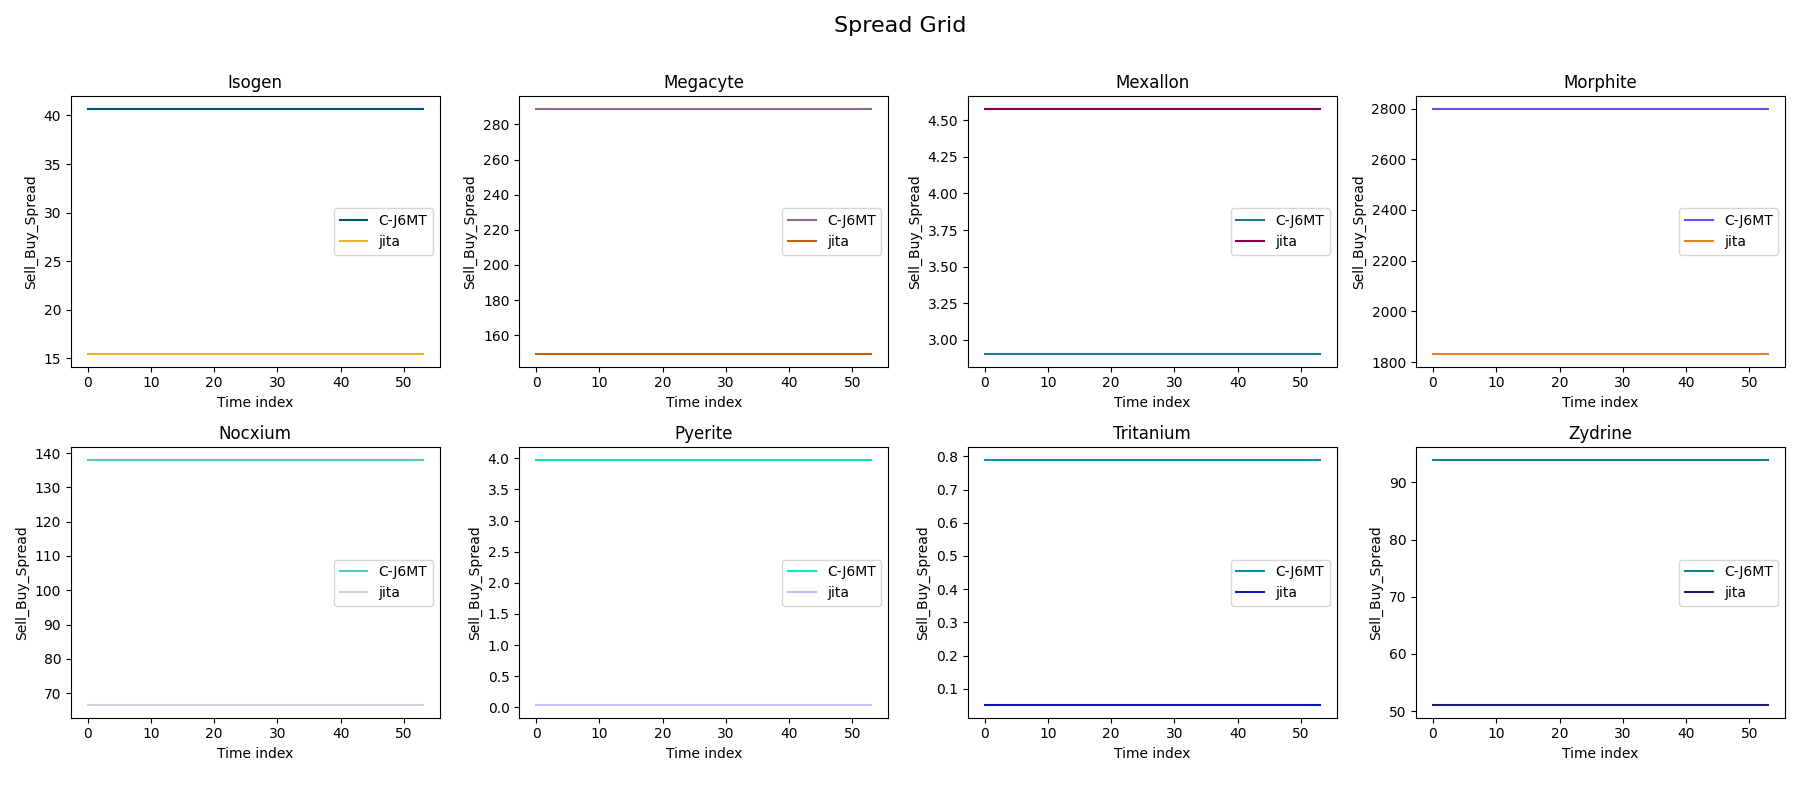 Spread Grid
Isogen
Sell_Buy_Spread
40
35
30
25
20
15
C-J6MT
jita
0 10 20 30 40 50
Time index
Megacyte
Sell_Buy_Spread
280
260
240
220
200
180
160
C-J6MT
jita
0 10 20 30 40 50
Time index
Mexallon
Sell_Buy_Spread
4.50
4.25
4.00
3.75
3.50
3.25
3.00
C-J6MT
jita
0 10 20 30 40 50
Time index
Morphite
Sell_Buy_Spread
2800
2600
2400
2200
2000
1800
C-J6MT
jita
0 10 20 30 40 50
Time index
Nocxium
Sell_Buy_Spread
140
130
120
110
100
90
80
70
C-J6MT
jita
0 10 20 30 40 50
Time index
Pyerite
Sell_Buy_Spread
4.0
3.5
3.0
2.5
2.0
1.5
1.0
0.5
0.0
C-J6MT
jita
0 10 20 30 40 50
Time index
Tritanium
Sell_Buy_Spread
0.8
0.7
0.6
0.5
0.4
0.3
0.2
0.1
C-J6MT
jita
0 10 20 30 40 50
Time index
Zydrine
Sell_Buy_Spread
90
80
70
60
50
C-J6MT
jita
0 10 20 30 40 50
Time index